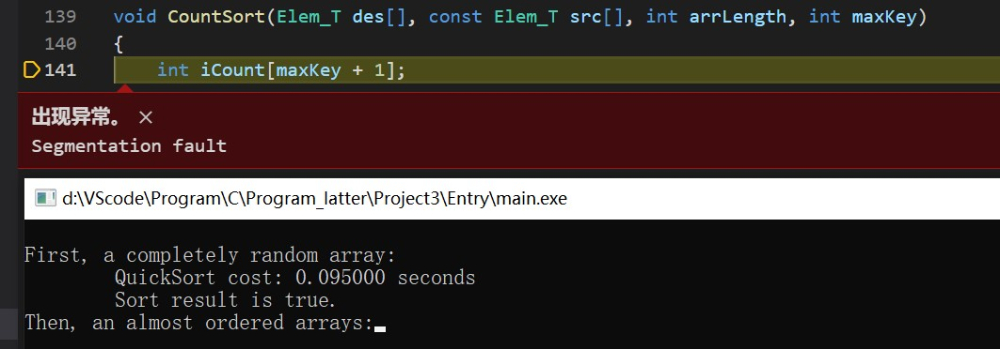 139 void CountSort(Elem_T des[], const Elem_T src[], int arrLength, int maxKey)
140 {
141 int iCount[maxKey + 1];
出现异常。 ×
Segmentation fault
d:\VScode\Program\C\Program_latter\Project3\Entry\main.exe
First, a completely random array:
QuickSort cost: 0.095000 seconds
Sort result is true.
Then, an almost ordered arrays: